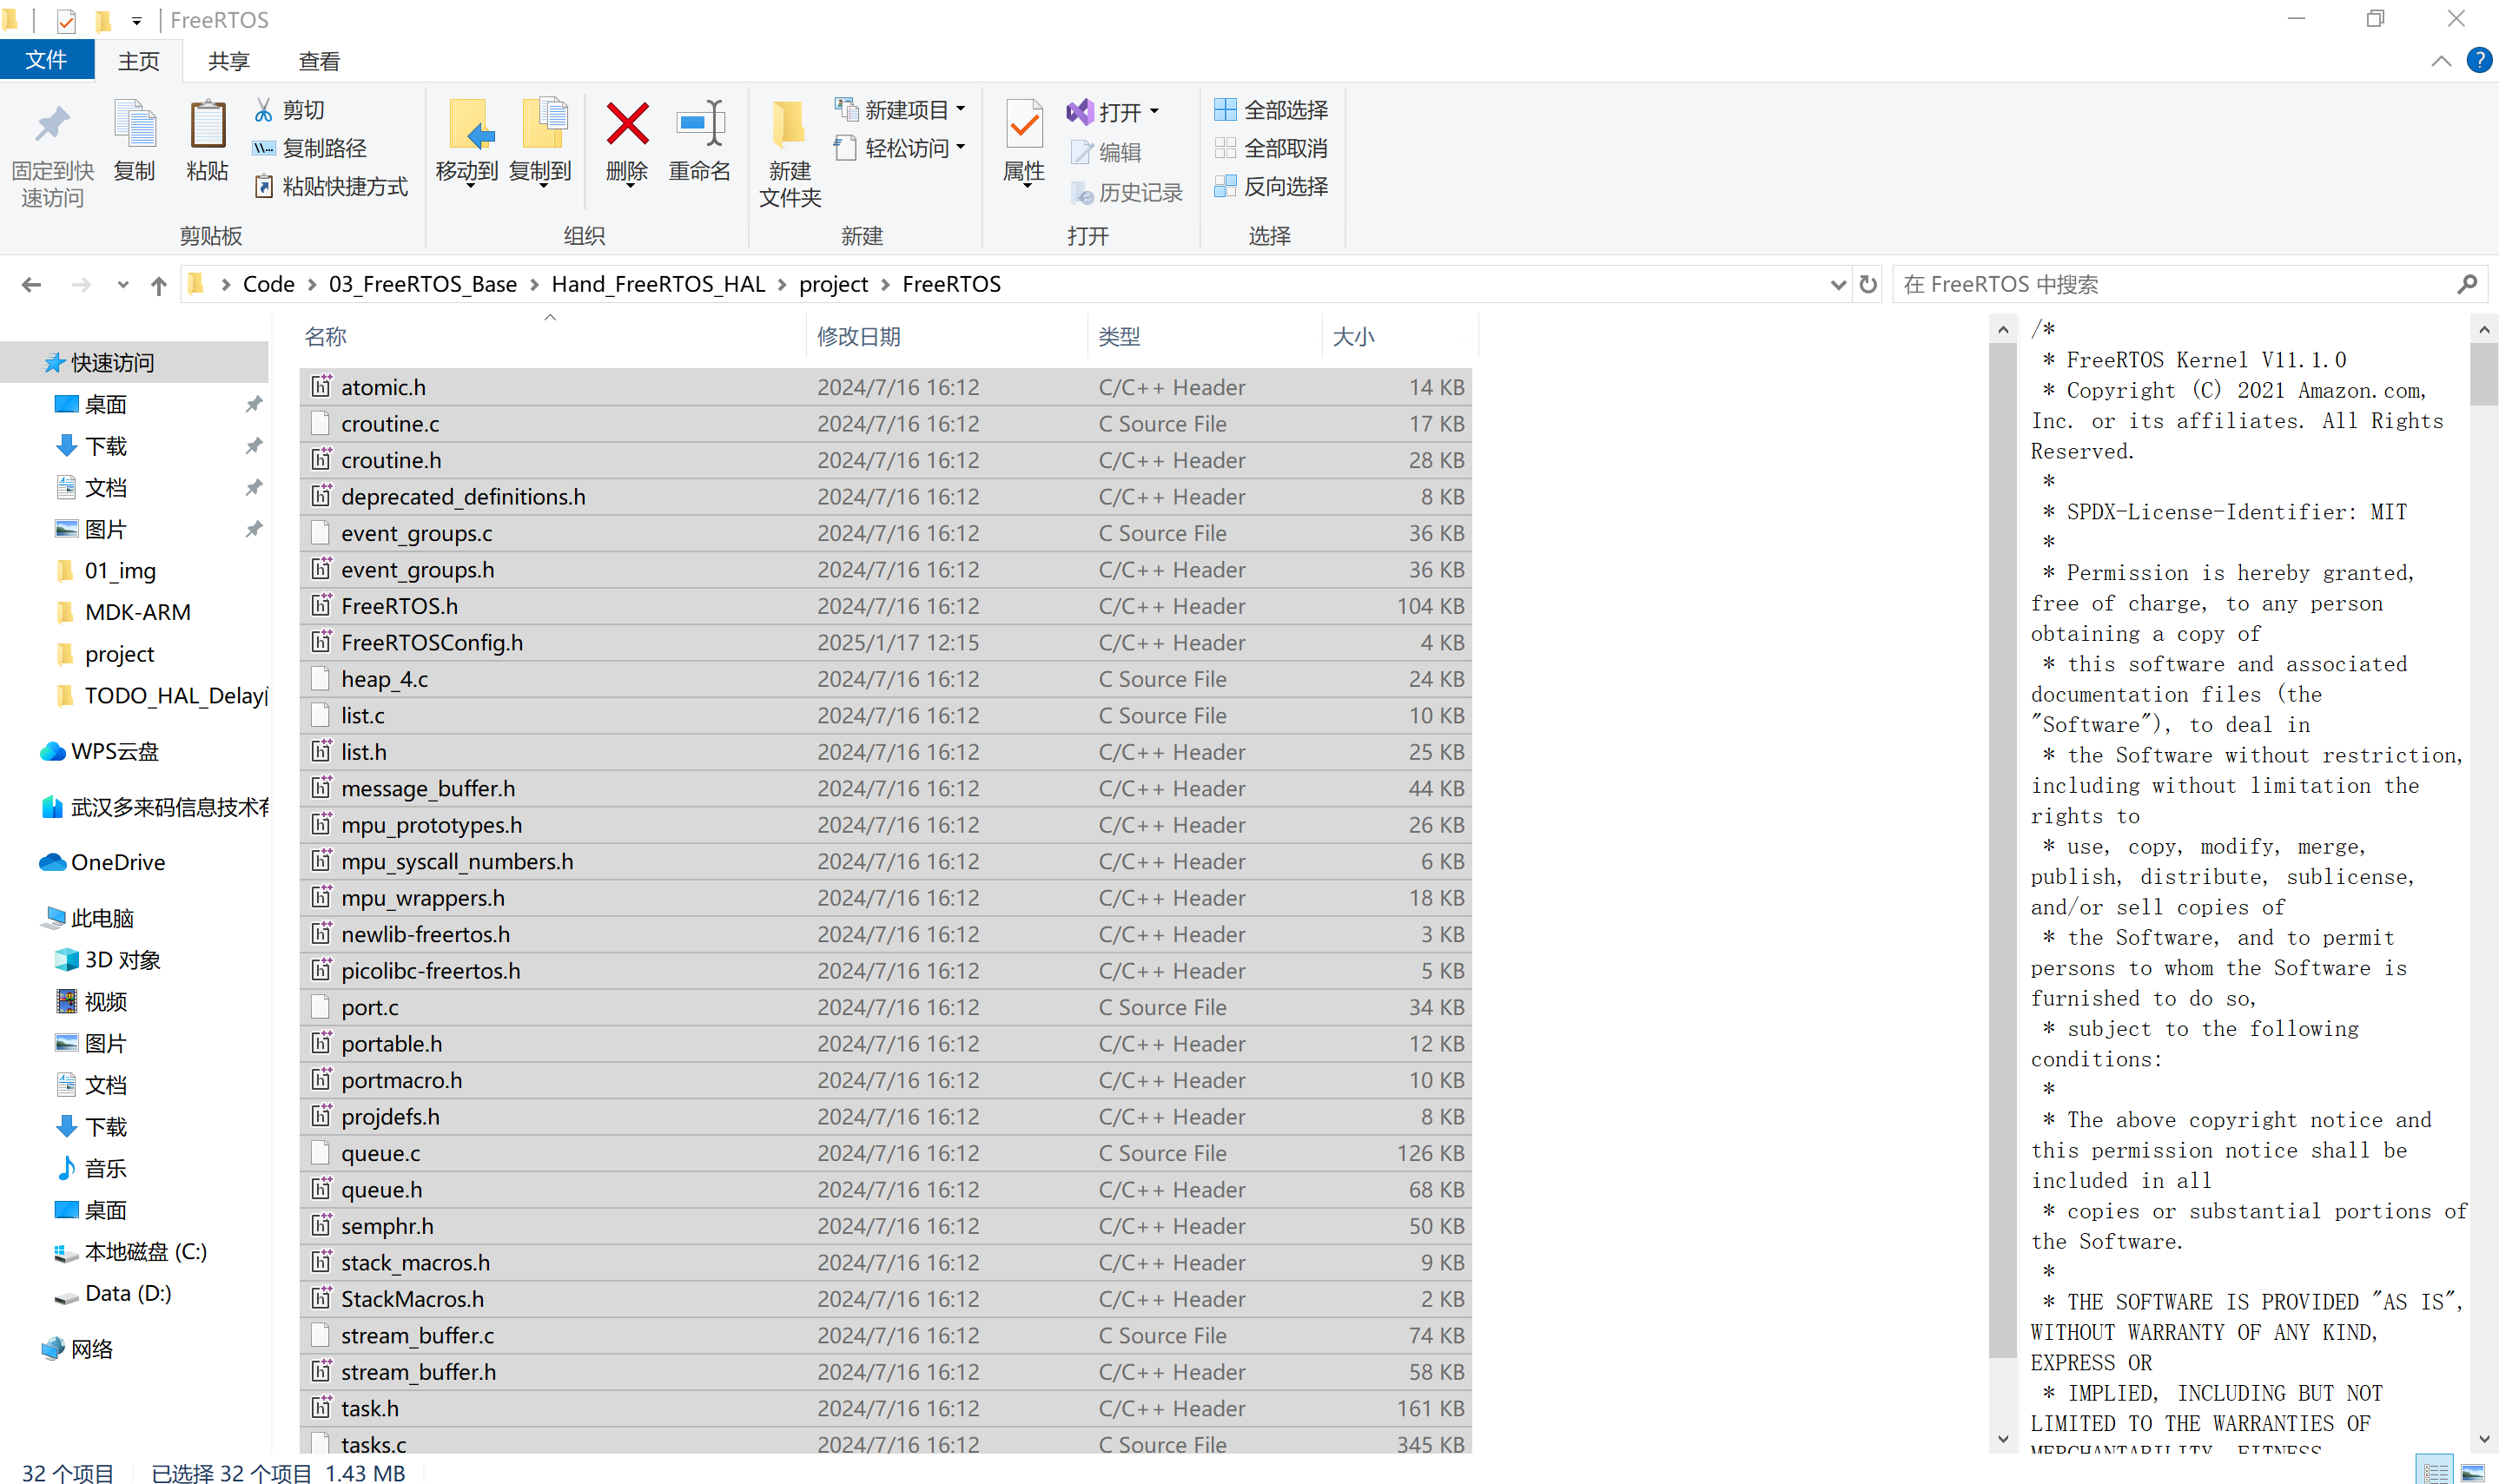 FreeRTOS
文件 主页 共享 查看
固定到快速访问
复制
粘贴
剪切
复制路径
粘贴快捷方式
剪贴板
移动到 复制到 删除 重命名
组织
新建文件夹
新建项目
轻松访问
新建
属性
打开
编辑
历史记录
打开
全部选择
全部取消
反向选择
选择
Code 03_FreeRTOS_Base Hand_FreeRTOS_HAL project FreeRTOS
在 FreeRTOS 中搜索
快速访问
桌面
下载
文档
图片
01_img
MDK-ARM
project
TODO_HAL_Delay
WPS云盘
武汉多来码信息技术有
OneDrive
此电脑
3D 对象
视频
图片
文档
下载
音乐
桌面
本地磁盘 (C:)
Data (D:)
网络
名称 修改日期 类型 大小
atomic.h 2024/7/16 16:12 C/C++ Header 14 KB
croutine.c 2024/7/16 16:12 C Source File 17 KB
croutine.h 2024/7/16 16:12 C/C++ Header 28 KB
deprecated_definitions.h 2024/7/16 16:12 C/C++ Header 8 KB
event_groups.c 2024/7/16 16:12 C Source File 36 KB
event_groups.h 2024/7/16 16:12 C/C++ Header 36 KB
FreeRTOS.h 2024/7/16 16:12 C/C++ Header 104 KB
FreeRTOSConfig.h 2025/1/17 12:15 C/C++ Header 4 KB
heap_4.c 2024/7/16 16:12 C Source File 24 KB
list.c 2024/7/16 16:12 C Source File 10 KB
list.h 2024/7/16 16:12 C/C++ Header 25 KB
message_buffer.h 2024/7/16 16:12 C/C++ Header 44 KB
mpu_prototypes.h 2024/7/16 16:12 C/C++ Header 26 KB
mpu_syscall_numbers.h 2024/7/16 16:12 C/C++ Header 6 KB
mpu_wrappers.h 2024/7/16 16:12 C/C++ Header 18 KB
newlib-freertos.h 2024/7/16 16:12 C/C++ Header 3 KB
picolibc-freertos.h 2024/7/16 16:12 C/C++ Header 5 KB
port.c 2024/7/16 16:12 C Source File 34 KB
portable.h 2024/7/16 16:12 C/C++ Header 12 KB
portmacro.h 2024/7/16 16:12 C/C++ Header 10 KB
projdefs.h 2024/7/16 16:12 C/C++ Header 8 KB
queue.c 2024/7/16 16:12 C Source File 126 KB
queue.h 2024/7/16 16:12 C/C++ Header 68 KB
semphr.h 2024/7/16 16:12 C/C++ Header 50 KB
stack_macros.h 2024/7/16 16:12 C/C++ Header 9 KB
StackMacros.h 2024/7/16 16:12 C/C++ Header 2 KB
stream_buffer.c 2024/7/16 16:12 C Source File 74 KB
stream_buffer.h 2024/7/16 16:12 C/C++ Header 58 KB
task.h 2024/7/16 16:12 C/C++ Header 161 KB
tasks.c 2024/7/16 16:12 C Source File 345 KB
/*
* FreeRTOS Kernel V11.1.0
* Copyright (C) 2021 Amazon.com,
Inc. or its affiliates. All Rights
Reserved.
*
* SPDX-License-Identifier: MIT
*
* Permission is hereby granted,
free of charge, to any person
obtaining a copy of
* this software and associated
documentation files (the
"Software"), to deal in
* the Software without restriction,
including without limitation the
rights to
* use, copy, modify, merge,
publish, distribute, sublicense,
and/or sell copies of
* the Software, and to permit
persons to whom the Software is
furnished to do so,
* subject to the following
conditions:
*
* The above copyright notice and
this permission notice shall be
included in all
* copies or substantial portions of
the Software.
*
* THE SOFTWARE IS PROVIDED "AS IS",
WITHOUT WARRANTY OF ANY KIND,
EXPRESS OR
* IMPLIED, INCLUDING BUT NOT
LIMITED TO THE WARRANTIES OF
MERCHANTABILITY, FITNESS
32 个项目 已选择 32 个项目 1.43 MB